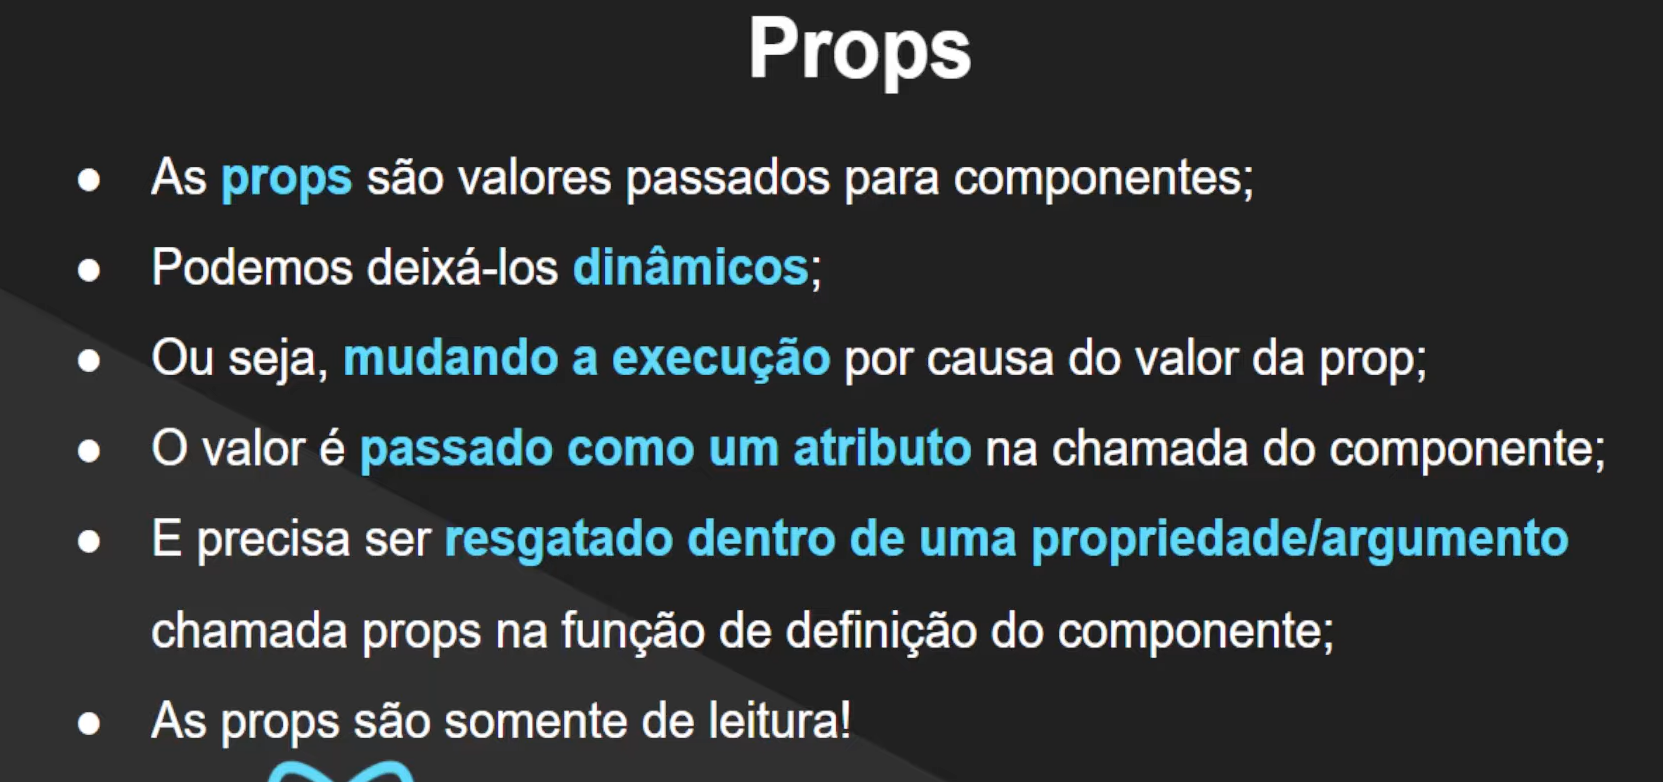 Props
● As props são valores passados para componentes;
● Podemos deixá-los dinâmicos;
● Ou seja, mudando a execução por causa do valor da prop;
● O valor é passado como um atributo na chamada do componente;
● E precisa ser resgatado dentro de uma propriedade/argumento
chamada props na função de definição do componente;
● As props são somente de leitura!